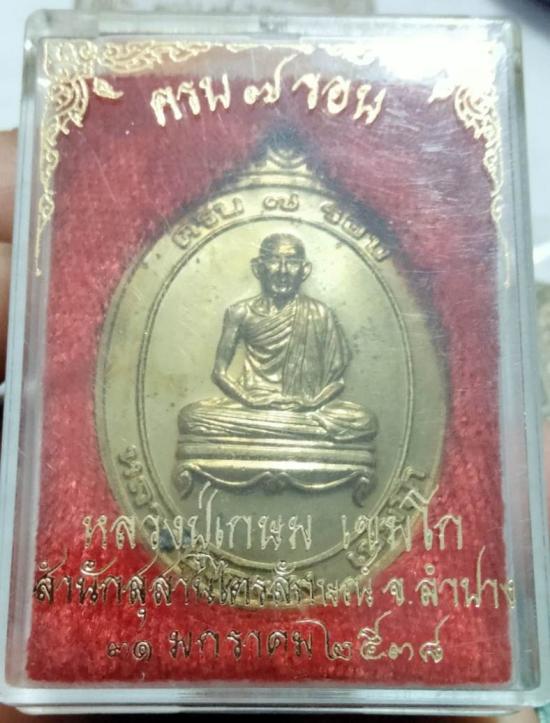 ครบ ๗ รอบ
ครบ ๗ รอบ
หลวงปู่เกษม เขมโก
สำนักสุสานไตรลักษณ์ จ.ลำปาง
๓๑ มกราคม ๒๕๓๘